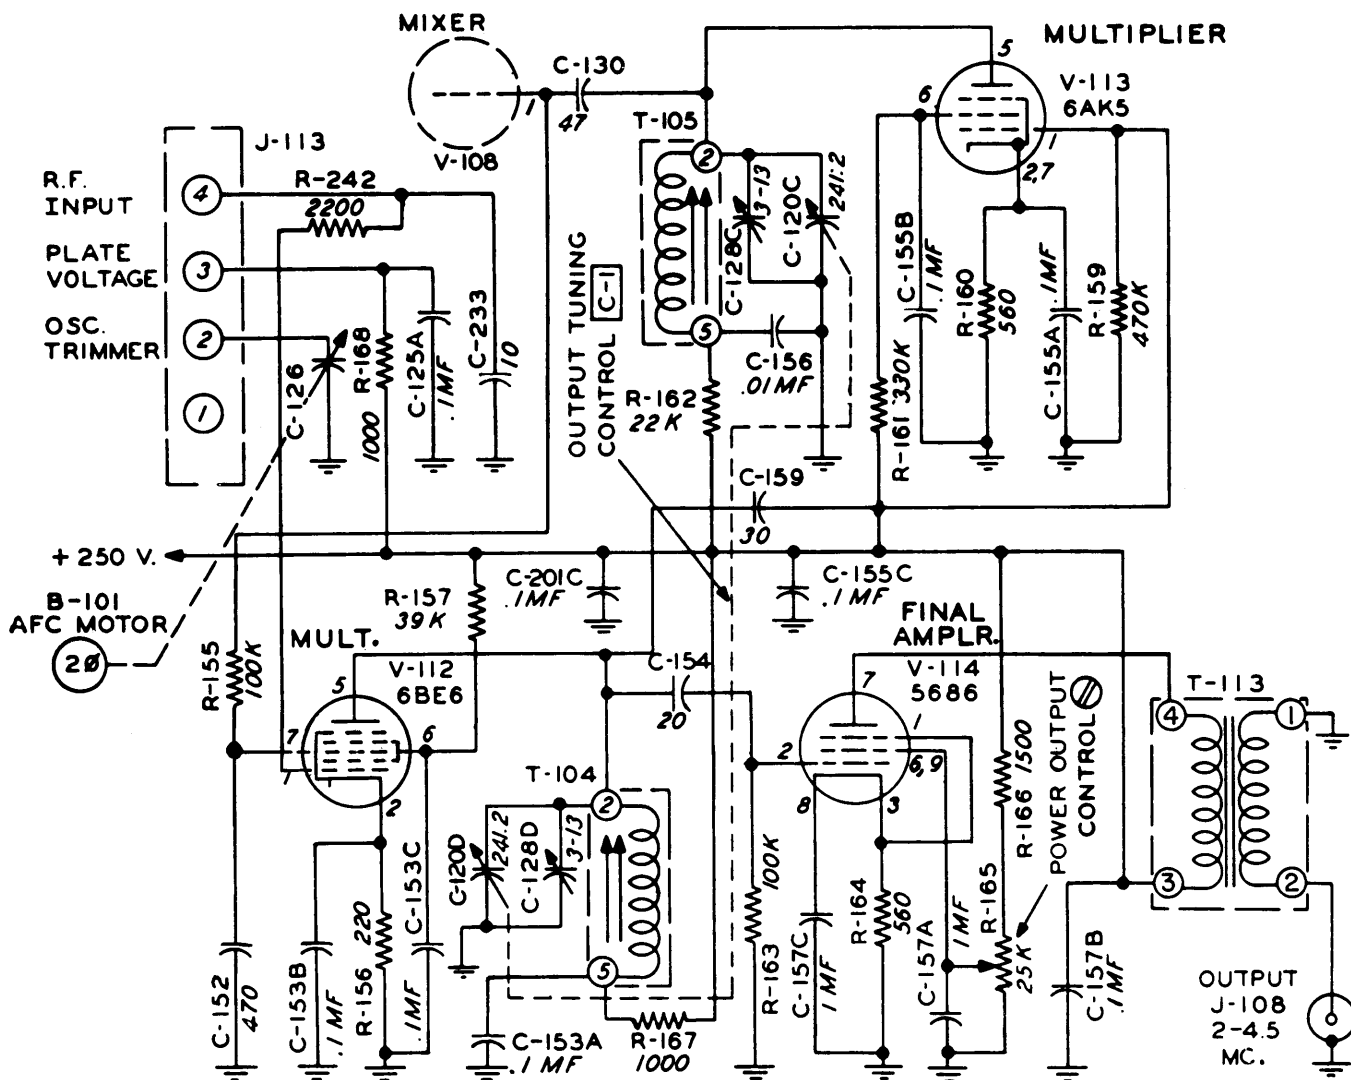 MIXER
V-108
1
C-130
47
MULTIPLIER
V-113
6AK5
5
6
1
2,7
J-113
R.F.
INPUT
4
PLATE
VOLTAGE
3
OSC.
TRIMMER
2
1
R-242
2200
C-126
R-168
1000
C-125A
.1MF
C-233
10
T-105
2
5
C-128C
3-13
C-120C
241.2
OUTPUT TUNING
CONTROL C-1
C-156
.01MF
R-162
22K
C-155B
.1MF
R-160
560
C-155A
.1MF
R-159
470K
R-161 330K
C-159
30
+250 V.
B-101
AFC MOTOR
2Ø
R-155
100K
MULT.
V-112
6BE6
5
7
1
6
2
R-157
39K
C-201C
.1MF
C-155C
.1MF
C-154
20
FINAL
AMPLR.
V-114
5686
7
1
2
6,9
8
3
R-166 1500
POWER OUTPUT
CONTROL
T-113
4
1
3
2
T-104
2
5
C-120D
241.2
C-128D
3-13
C-152
470
C-153B
.1MF
R-156
220
C-153C
.1MF
C-153A
.1MF
R-167
1000
R-163
100K
C-157C
.1MF
R-164
560
C-157A
.1MF
R-165
25K
C-157B
.1MF
OUTPUT
J-108
2-4.5
MC.